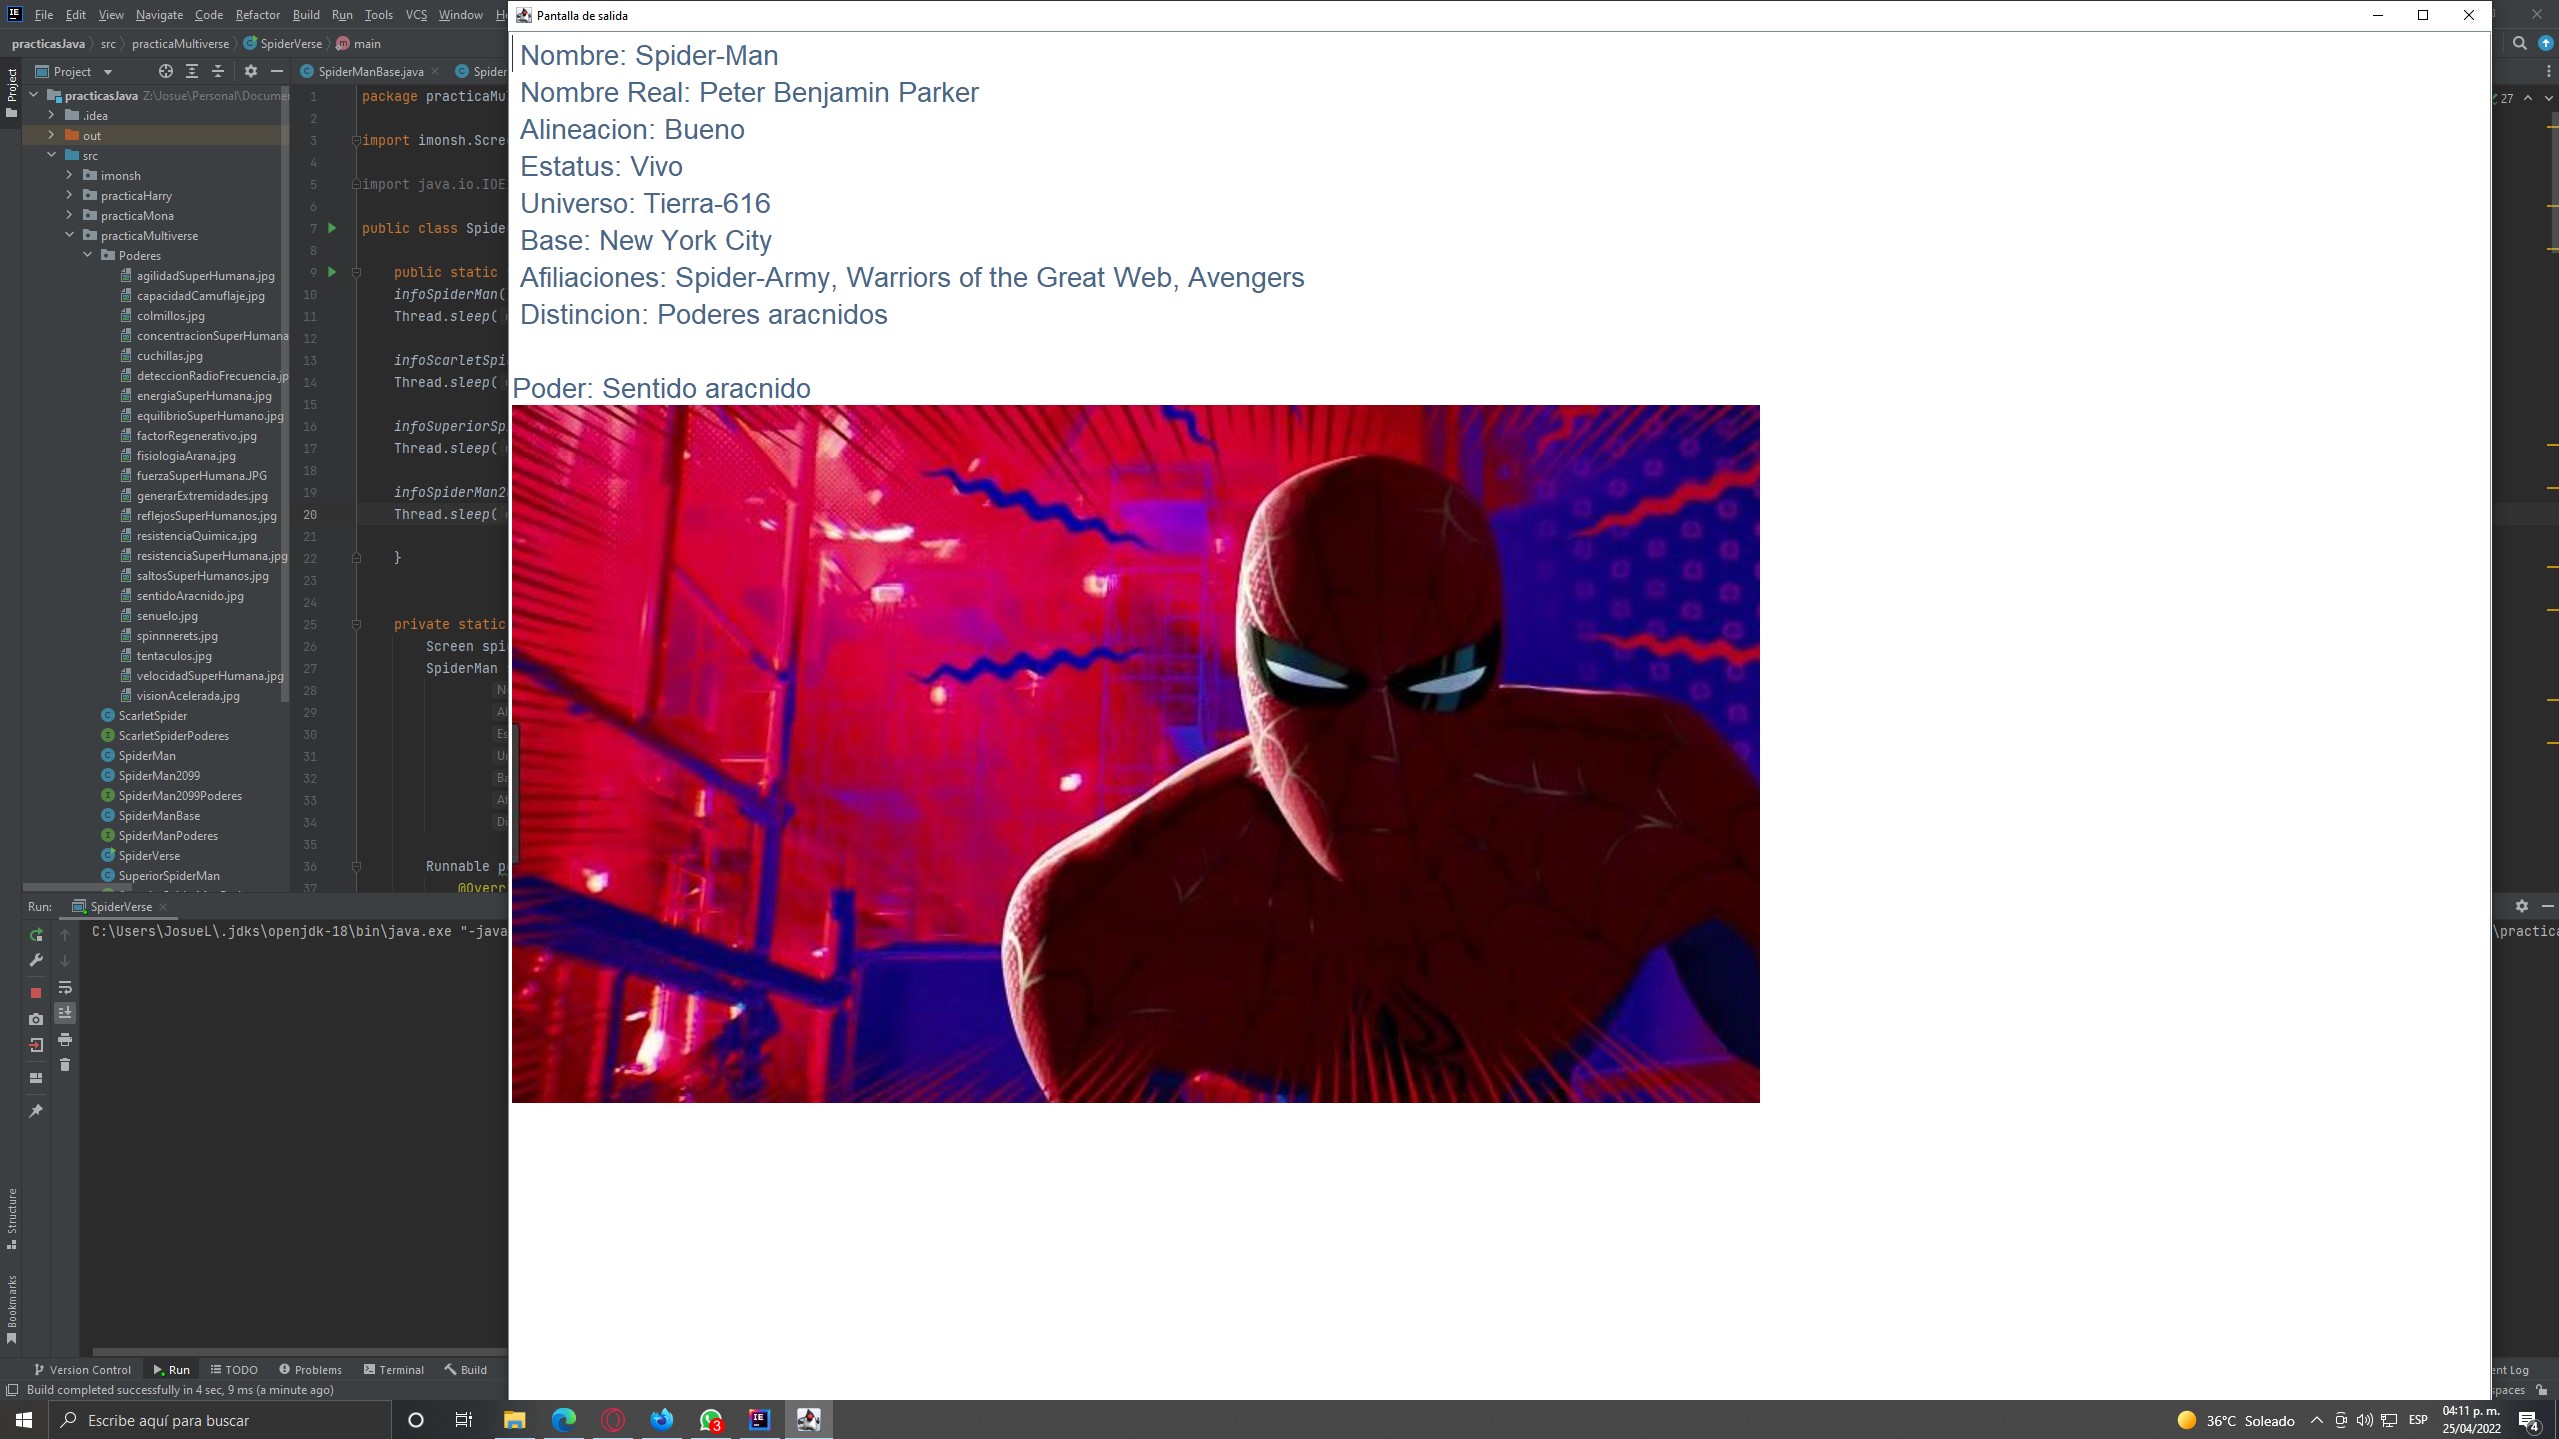 File Edit View Navigate Code Refactor Build Run Tools VCS Window
Pantalla de salida
practicasJava src practicaMultiverse SpiderVerse main
Project
SpiderManBase.java
27
practicasJava Z:\Josue\Personal\Docume
.idea
out
src
imonsh
practicaHarry
practicaMona
practicaMultiverse
Poderes
agilidadSuperHumana.jpg
capacidadCamuflaje.jpg
colmillos.jpg
concentracionSuperHumana
cuchillas.jpg
deteccionRadioFrecuencia.jp
energiaSuperHumana.jpg
equilibrioSuperHumano.jpg
factorRegenerativo.jpg
fisiologiaArana.jpg
fuerzaSuperHumana.JPG
generarExtremidades.jpg
reflejosSuperHumanos.jpg
resistenciaQuimica.jpg
resistenciaSuperHumana.jpg
saltosSuperHumanos.jpg
sentidoAracnido.jpg
senuelo.jpg
spinnnerets.jpg
tentaculos.jpg
velocidadSuperHumana.jpg
visionAcelerada.jpg
ScarletSpider
ScarletSpiderPoderes
SpiderMan
SpiderMan2099
SpiderMan2099Poderes
SpiderManBase
SpiderManPoderes
SpiderVerse
SuperiorSpiderMan
1 package practicaMu
2
3 import imonsh.Scre
4
5 import java.io.IOE
6
7 public class Spide
8
9 public static
10 infoSpiderMan(
11 Thread.sleep(
12
13 infoScarletSpi
14 Thread.sleep(
15
16 infoSuperiorSp
17 Thread.sleep(
18
19 infoSpiderMan2
20 Thread.sleep(
21
22 }
23
24
25 private static
26 Screen spi
27 SpiderMan
28 N
29 Al
30 Es
31 Un
32 Ba
33 Af
34 Di
35
36 Runnable p
37 @Overr
Nombre: Spider-Man
Nombre Real: Peter Benjamin Parker
Alineacion: Bueno
Estatus: Vivo
Universo: Tierra-616
Base: New York City
Afiliaciones: Spider-Army, Warriors of the Great Web, Avengers
Distincion: Poderes aracnidos
Poder: Sentido aracnido
Run: SpiderVerse
C:\Users\JosueL\.jdks\openjdk-18\bin\java.exe "-java
\practica
Structure
Bookmarks
Version Control Run TODO Problems Terminal Build
ent Log
Build completed successfully in 4 sec, 9 ms (a minute ago)
spaces
Escribe aquí para buscar
3
36°C Soleado
ESP
04:11 p. m.
25/04/2022
4